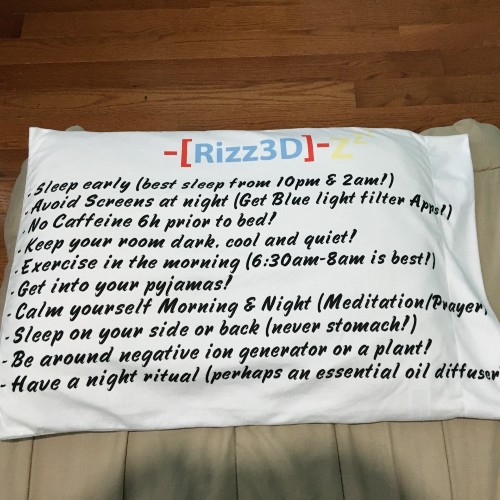 -[Rizz3D]-Zz
.Sleep early (best sleep from 10pm & 2am!)
.Avoid Screens at night (Get Blue light filter Apps!)
.No Caffeine 6h prior to bed!
.Keep your room dark, cool and quiet!
.Exercise in the morning (6:30am-8am is best!)
.Get into your pyjamas!
- Calm yourself Morning & Night (Meditation/Prayer)
- Sleep on your side or back (never stomach!)
- Be around negative ion generator or a plant!
- Have a night ritual (perhaps an essential oil diffuser